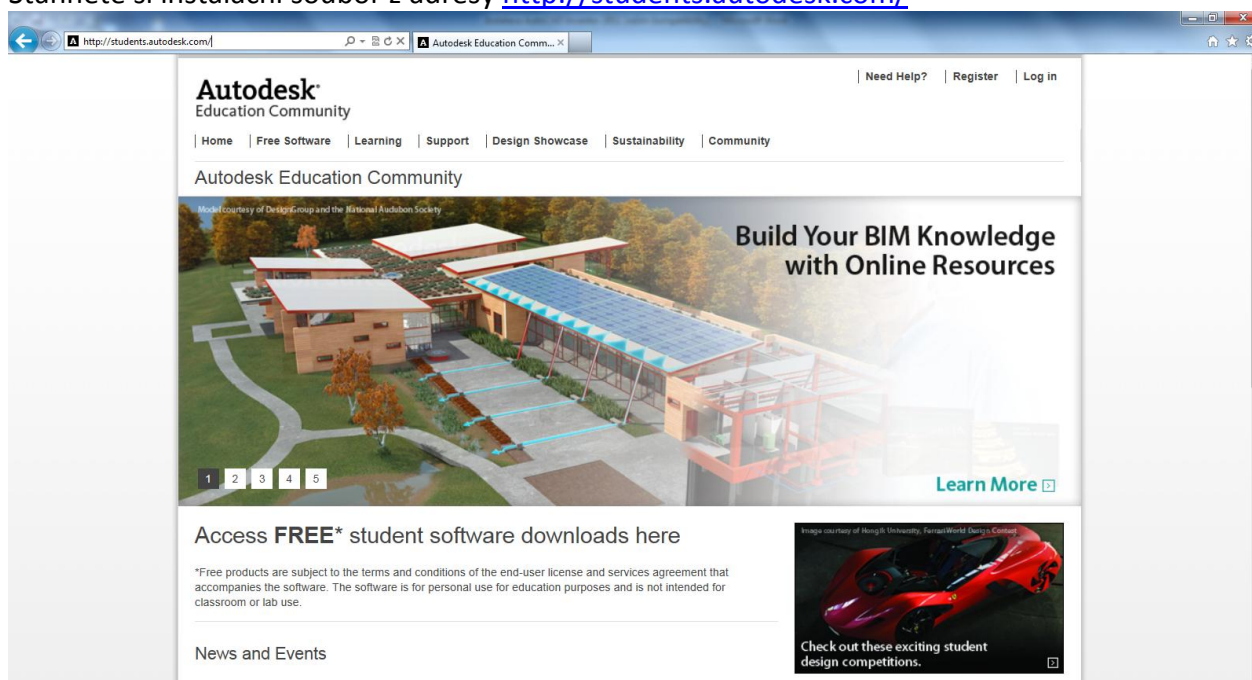 Stáhněte si instalační soubor z adresy http://students.autodesk.com/
http://students.autodesk.com/
Autodesk Education Comm...
Need Help? | Register | Log in
Autodesk
Education Community
| Home | Free Software | Learning | Support | Design Showcase | Sustainability | Community
Autodesk Education Community
Model courtesy of DesignGroup and the National Audubon Society
Build Your BIM Knowledge
with Online Resources
1 2 3 4 5
Learn More
Access FREE* student software downloads here
*Free products are subject to the terms and conditions of the end-user license and services agreement that
accompanies the software. The software is for personal use for education purposes and is not intended for
classroom or lab use.
News and Events
Image courtesy of Hongik University, Ferrari World Design Contest
Check out these exciting student
design competitions.